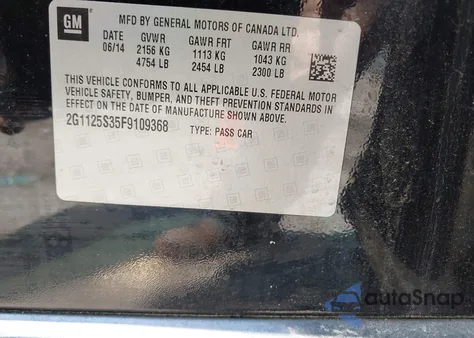 GM
MFD BY GENERAL MOTORS OF CANADA LTD.
DATE GVWR GAWR FRT GAWR RR
06/14 2156 KG 1113 KG 1043 KG
4754 LB 2454 LB 2300 LB
THIS VEHICLE CONFORMS TO ALL APPLICABLE U.S. FEDERAL MOTOR
VEHICLE SAFETY, BUMPER, AND THEFT PREVENTION STANDARDS IN
EFFECT ON THE DATE OF MANUFACTURE SHOWN ABOVE.
2G1125S35F9109368 TYPE: PASS CAR
autoSnap